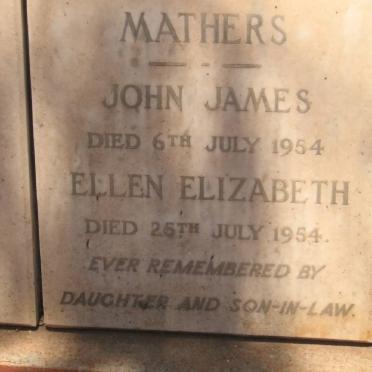 MATHERS
JOHN JAMES
DIED 6TH JULY 1954
ELLEN ELIZABETH
DIED 25TH JULY 1954.
EVER REMEMBERED BY
DAUGHTER AND SON-IN-LAW.